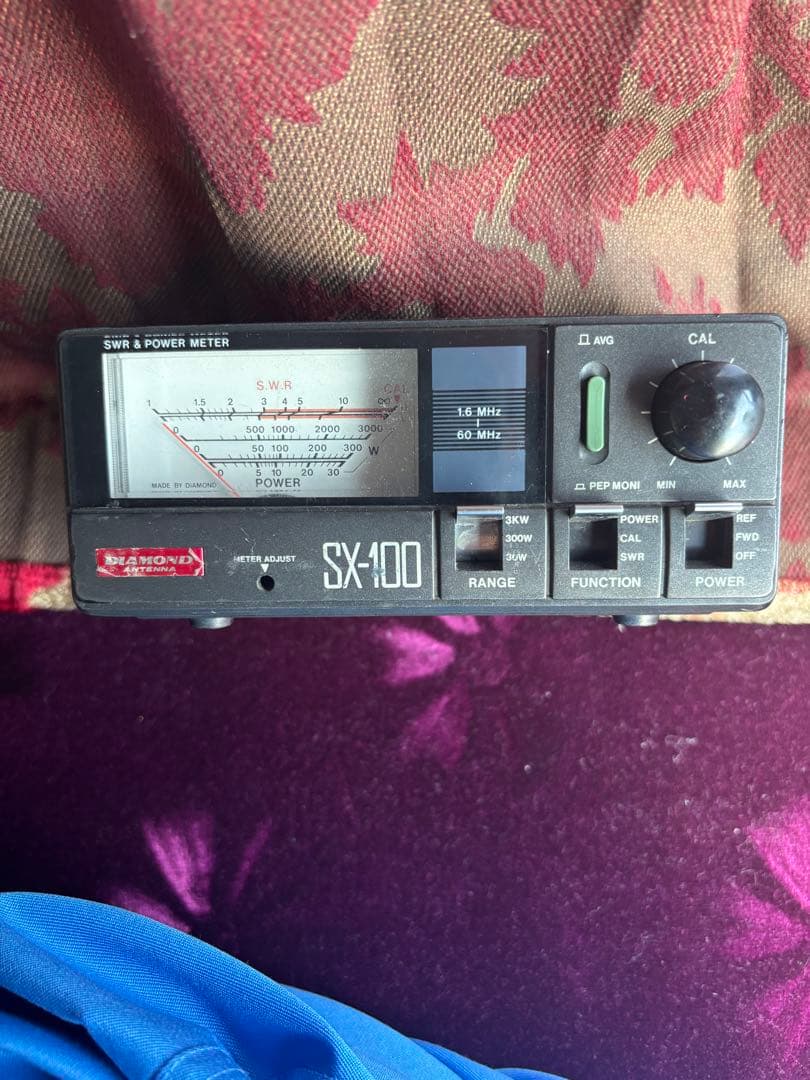 SWR & POWER METER
S.W.R
CAL
1 1.5 2 3 4 5 10 ∞
0 500 1000 2000 3000
0 50 100 200 300 W
0 5 10 20 30
MADE BY DIAMOND
POWER
1.6 MHz
60 MHz
AVG
CAL
PEP MONI
MIN
MAX
DIAMOND
ANTENNA
METER ADJUST
SX-100
3KW
300W
30W
RANGE
POWER
CAL
SWR
FUNCTION
REF
FWD
OFF
POWER